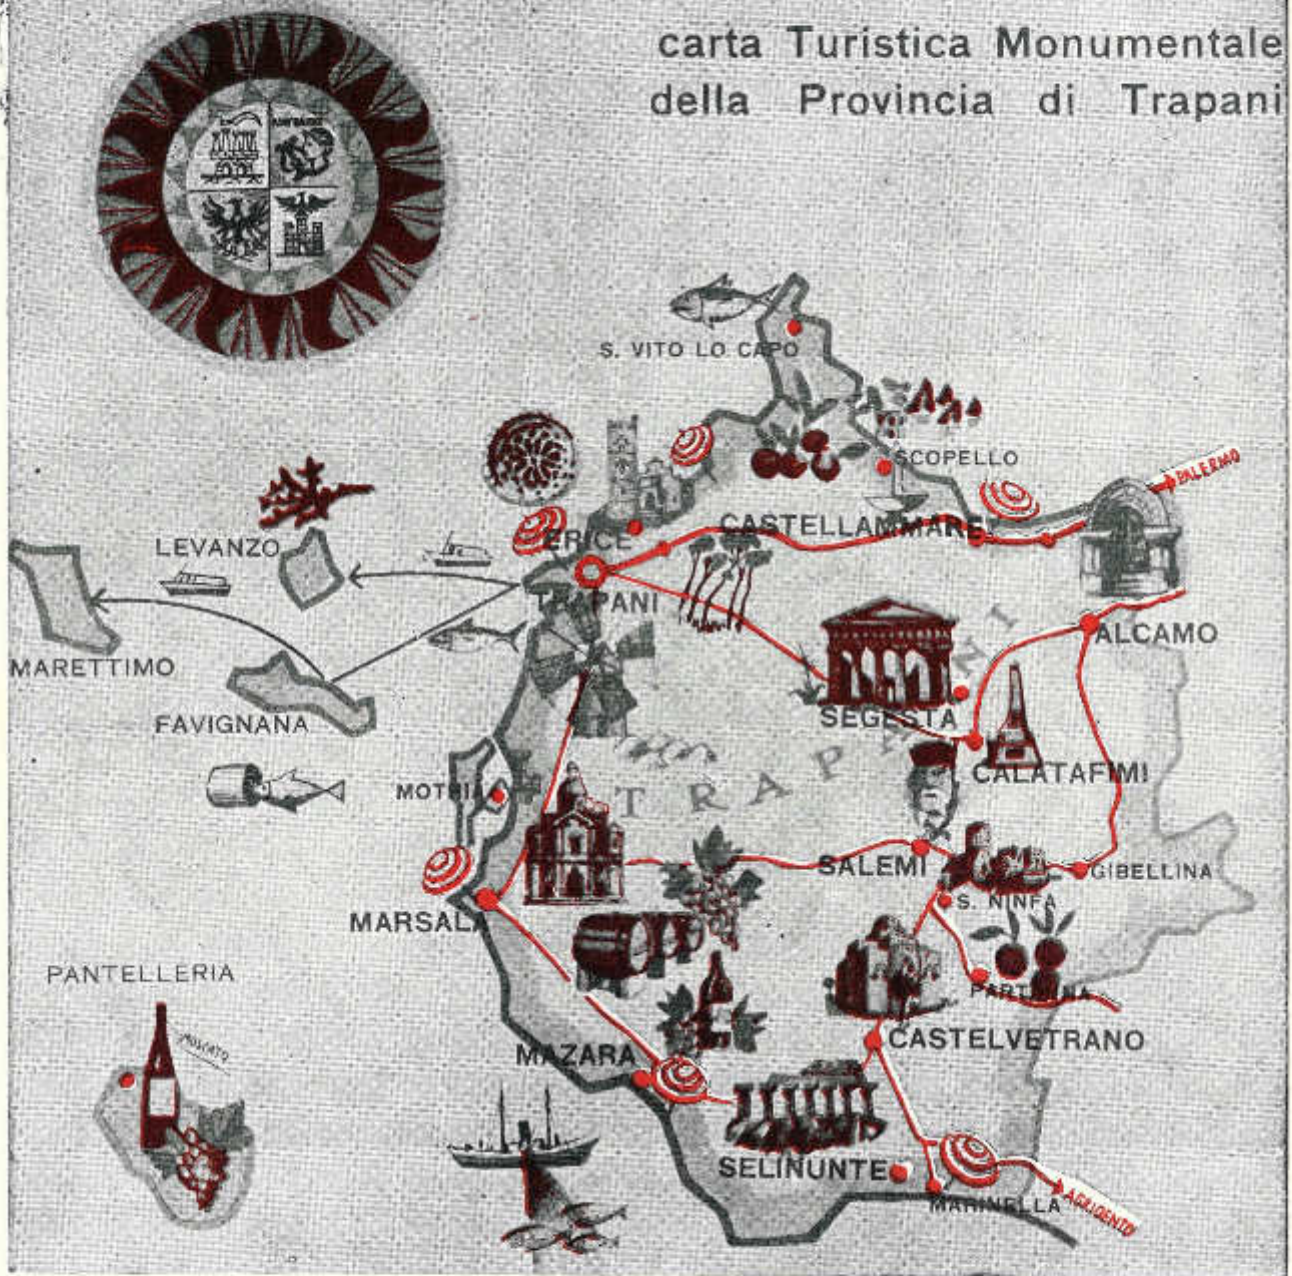 carta Turistica Monumentale
della Provincia di Trapani
S. VITO LO CAPO
SCOPELLO
PALERMO
LEVANZO
ERICE
CASTELLAMMARE
TRAPANI
MARETTIMO
ALCAMO
FAVIGNANA
SEGESTA
CALATAFIMI
MOTHIA
TRAPANI
SALEMI
GIBELLINA
S. NINFA
MARSALA
PANTELLERIA
PARTANNA
MOSCATO
MAZARA
CASTELVETRANO
SELINUNTE
MARINELLA
AGRIGENTO